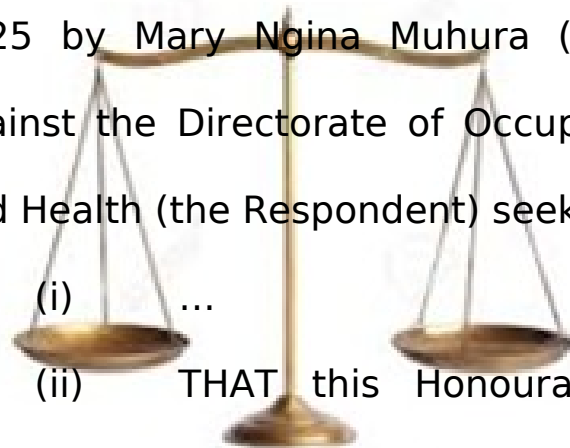 25 by Mary Ngina Muhura (
ainst the Directorate of Occup
d Health (the Respondent) seek
(i) ...
(ii) THAT this Honoura